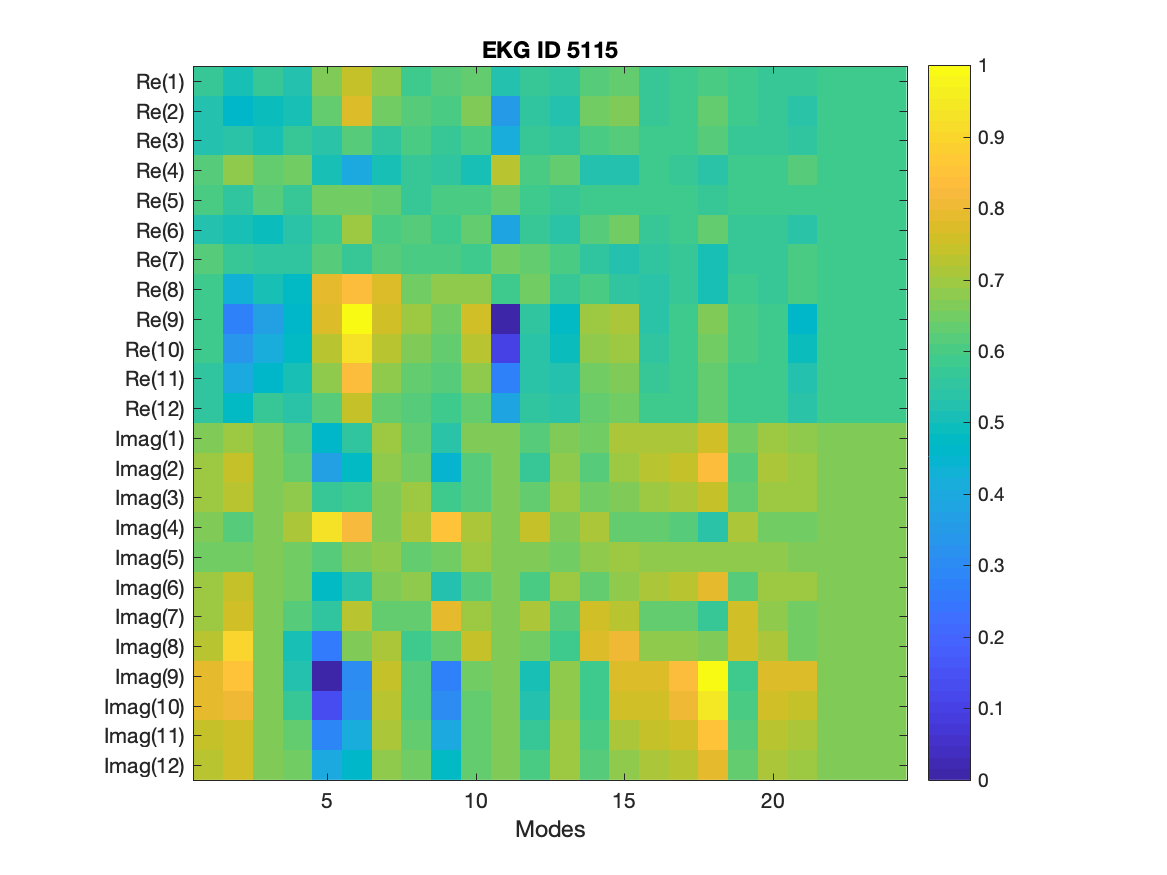 EKG ID 5115
Re(1)
Re(2)
Re(3)
Re(4)
Re(5)
Re(6)
Re(7)
Re(8)
Re(9)
Re(10)
Re(11)
Re(12)
Imag(1)
Imag(2)
Imag(3)
Imag(4)
Imag(5)
Imag(6)
Imag(7)
Imag(8)
Imag(9)
Imag(10)
Imag(11)
Imag(12)
5 10 15 20
Modes
1
0.9
0.8
0.7
0.6
0.5
0.4
0.3
0.2
0.1
0